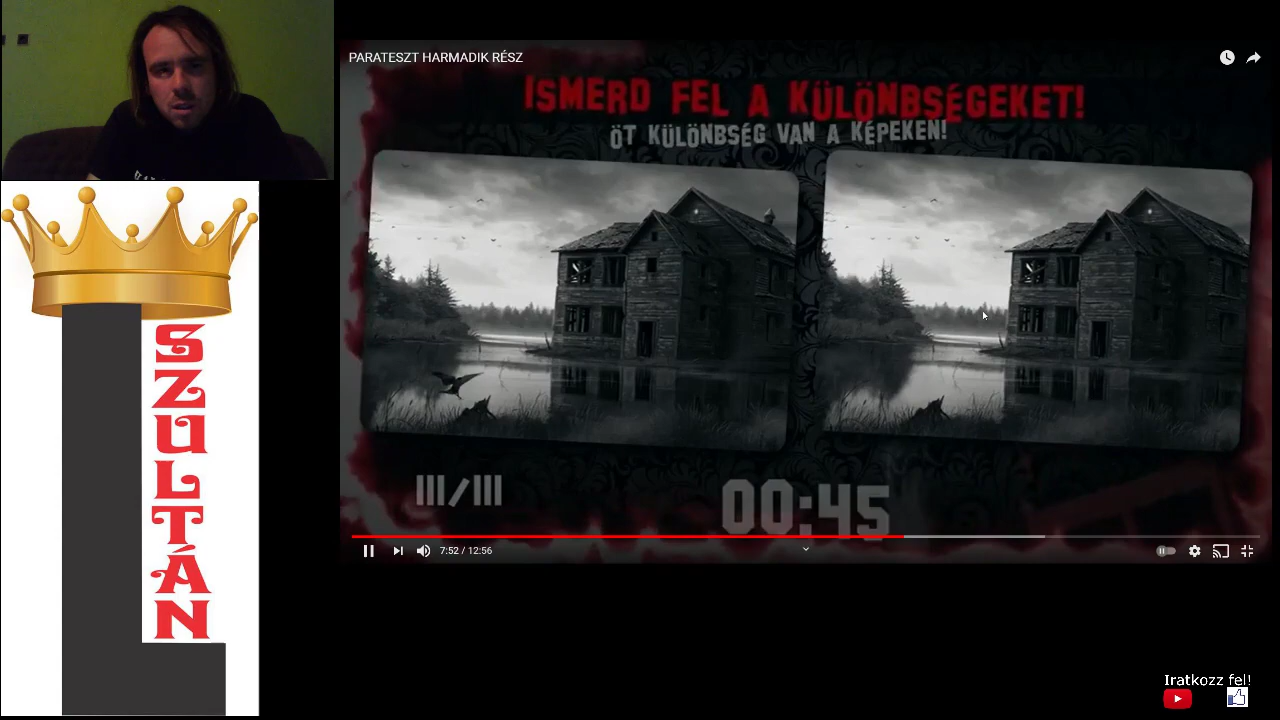 PARATESZT HARMADIK RÉSZ
ISMERD FEL A KÜLÖNBSÉGEKET!
ÖT KÜLÖNBSÉG VAN A KÉPEKEN!
III/III
00:45
7:52 / 12:56
L
SZULTÁN
Iratkozz fel!